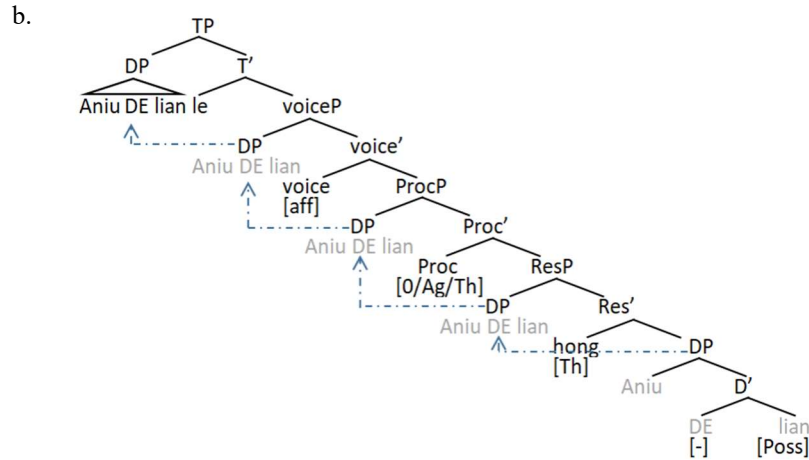 b.
TP
DP T’
Aniu DE lian le voiceP
DP voice’
Aniu DE lian
voice ProcP
[aff]
DP Proc’
Aniu DE lian
Proc ResP
[0/Ag/Th]
DP Res’
Aniu DE lian
hong DP
[Th]
Aniu D’
DE lian
[-] [Poss]